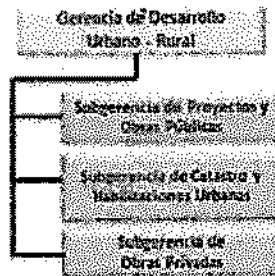 Gerencia de Desarrollo
Urbano - Rural
Subgerencia de Proyectos y
Obras Públicas
Subgerencia de Catastro y
Habilitaciones Urbanas
Subgerencia de
Obras Privadas